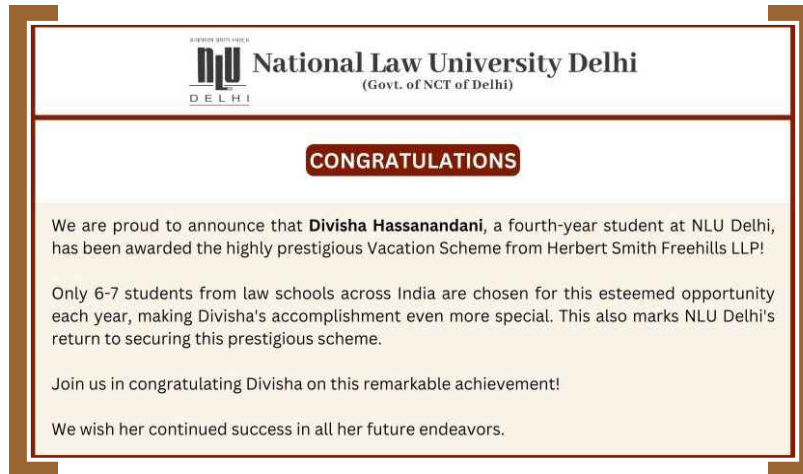 NLU
DELHI
National Law University Delhi
(Govt. of NCT of Delhi)
CONGRATULATIONS
We are proud to announce that Divisha Hassanandani, a fourth-year student at NLU Delhi,
has been awarded the highly prestigious Vacation Scheme from Herbert Smith Freehills LLP!
Only 6-7 students from law schools across India are chosen for this esteemed opportunity
each year, making Divisha's accomplishment even more special. This also marks NLU Delhi's
return to securing this prestigious scheme.
Join us in congratulating Divisha on this remarkable achievement!
We wish her continued success in all her future endeavors.